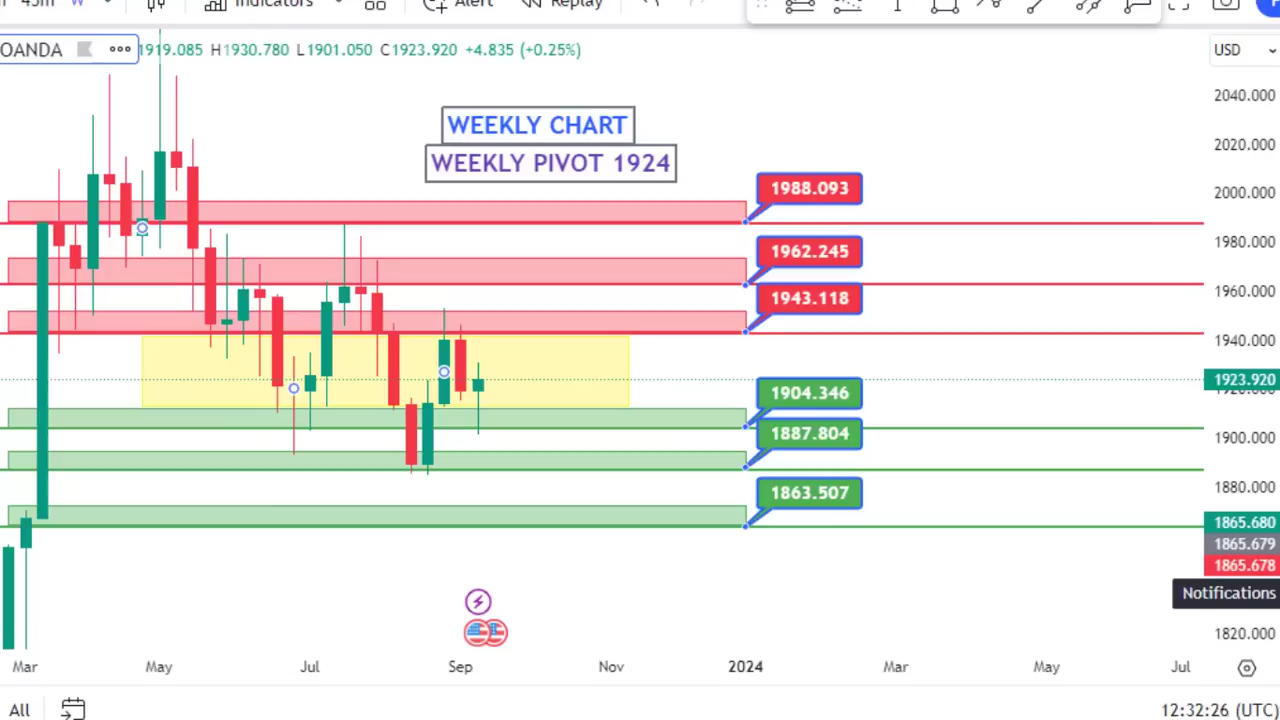 45m W Indicators Alert Replay
OANDA 1919.085 H1930.780 L1901.050 C1923.920 +4.835 (+0.25%)
USD
WEEKLY CHART
WEEKLY PIVOT 1924
1988.093
1962.245
1943.118
1904.346
1887.804
1863.507
2040.000
2020.000
2000.000
1980.000
1960.000
1940.000
1923.920
1900.000
1880.000
1865.680
1865.679
1865.678
Notifications
1820.000
Mar May Jul Sep Nov 2024 Mar May Jul
All
12:32:26 (UTC)